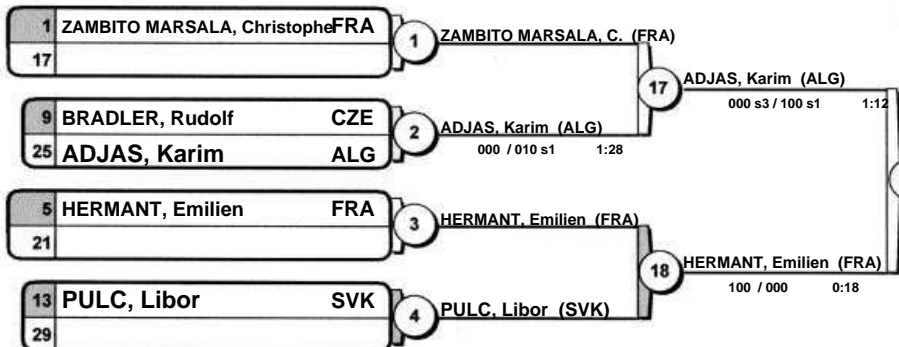 1 ZAMBITO MARSALA, Christophe FRA
17
1
ZAMBITO MARSALA, C. (FRA)
9 BRADLER, Rudolf CZE
25 ADJAS, Karim ALG
2
ADJAS, Karim (ALG)
000 / 010 s1 1:28
17
ADJAS, Karim (ALG)
000 s3 / 100 s1 1:12
5 HERMANT, Emilien FRA
21
3
HERMANT, Emilien (FRA)
13 PULC, Libor SVK
29
4
PULC, Libor (SVK)
18
HERMANT, Emilien (FRA)
100 / 000 0:18